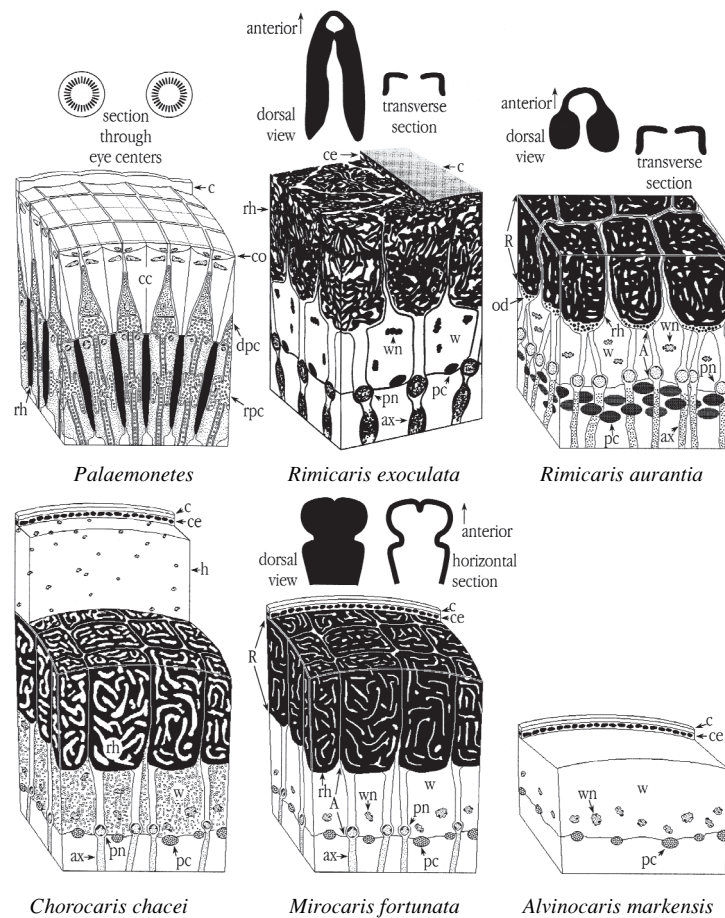 section
through
eye centers
c
co
cc
dpc
rh
rpc
Palaemonetes
anterior
dorsal
view
transverse
section
ce
c
rh
wn
w
pc
pn
ax
Rimicaris exoculata
anterior
dorsal
view
transverse
section
R
od
rh
w
A
wn
pn
pc
ax
Rimicaris aurantia
c
ce
h
rh
w
ax
pn
pc
Chorocaris chacei
dorsal
view
anterior
horizontal
section
c
ce
R
rh
A
wn
w
pn
ax
pc
Mirocaris fortunata
c
ce
w
wn
pc
Alvinocaris markensis